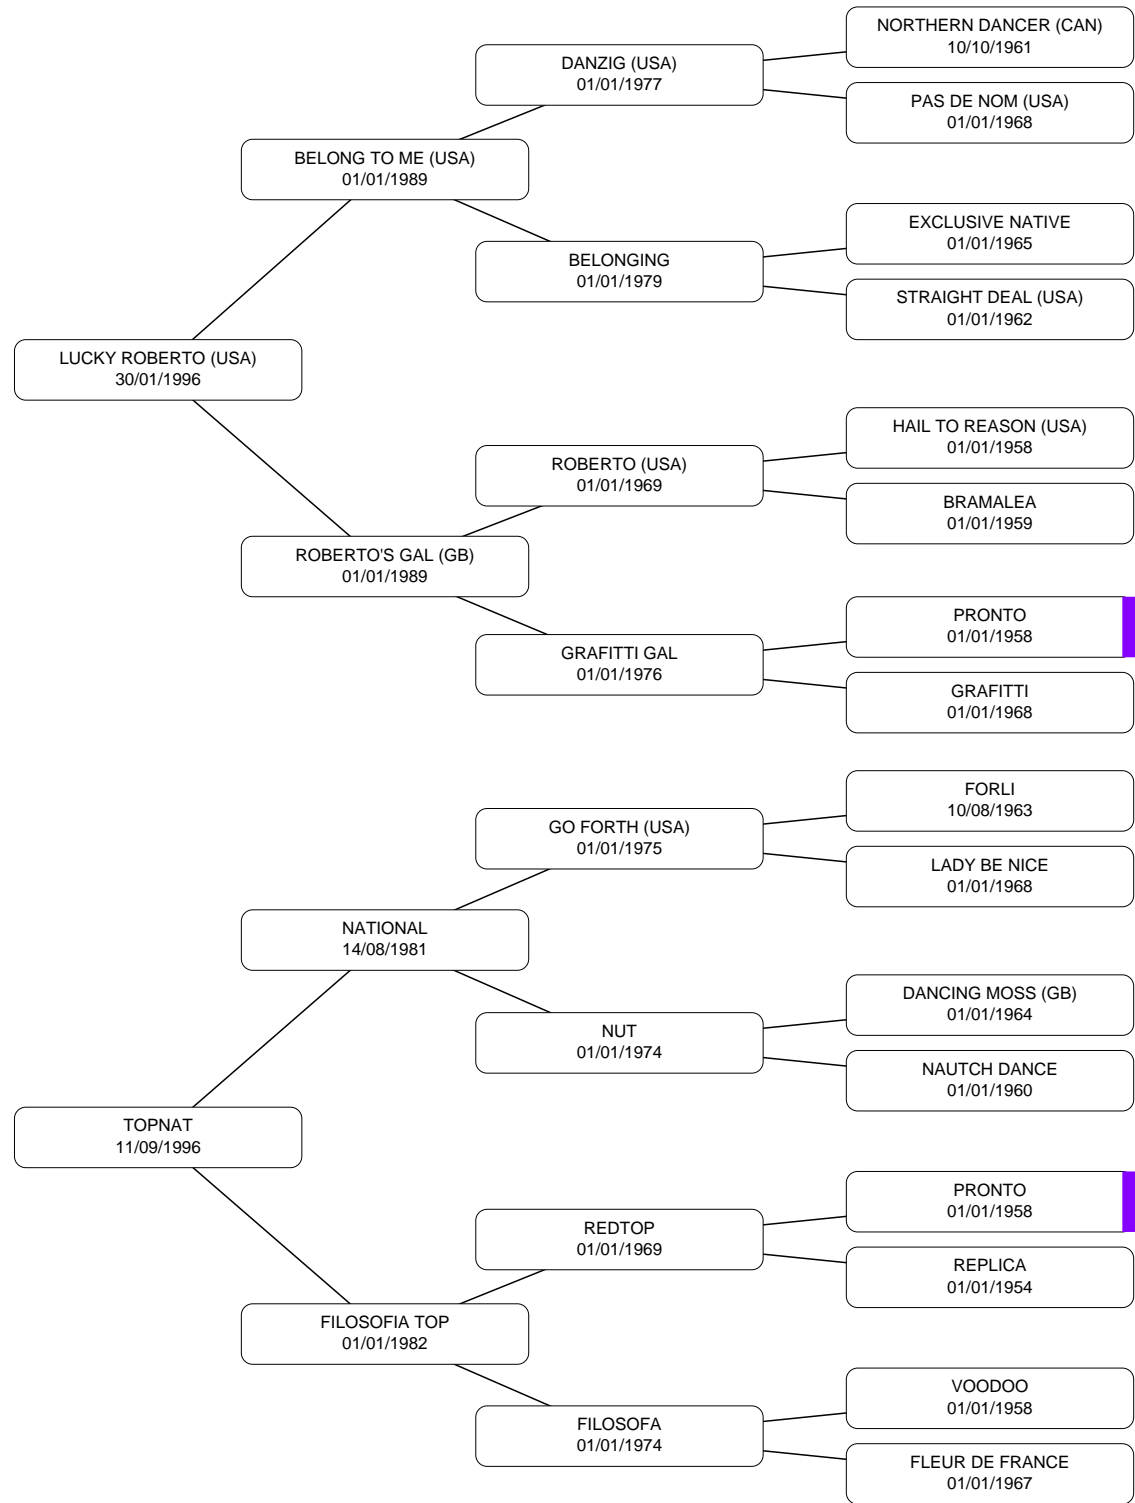 NORTHERN DANCER (CAN)
10/10/1961
DANZIG (USA)
01/01/1977
PAS DE NOM (USA)
01/01/1968
BELONG TO ME (USA)
01/01/1989
EXCLUSIVE NATIVE
01/01/1965
BELONGING
01/01/1979
STRAIGHT DEAL (USA)
01/01/1962
LUCKY ROBERTO (USA)
30/01/1996
HAIL TO REASON (USA)
01/01/1958
ROBERTO (USA)
01/01/1969
BRAMALEA
01/01/1959
ROBERTO'S GAL (GB)
01/01/1989
PRONTO
01/01/1958
GRAFITTI GAL
01/01/1976
GRAFITTI
01/01/1968
FORLI
10/08/1963
GO FORTH (USA)
01/01/1975
LADY BE NICE
01/01/1968
NATIONAL
14/08/1981
DANCING MOSS (GB)
01/01/1964
NUT
01/01/1974
NAUTCH DANCE
01/01/1960
TOPNAT
11/09/1996
PRONTO
01/01/1958
REDTOP
01/01/1969
REPLICA
01/01/1954
FILOSOFIA TOP
01/01/1982
VOODOO
01/01/1958
FILOSOFA
01/01/1974
FLEUR DE FRANCE
01/01/1967